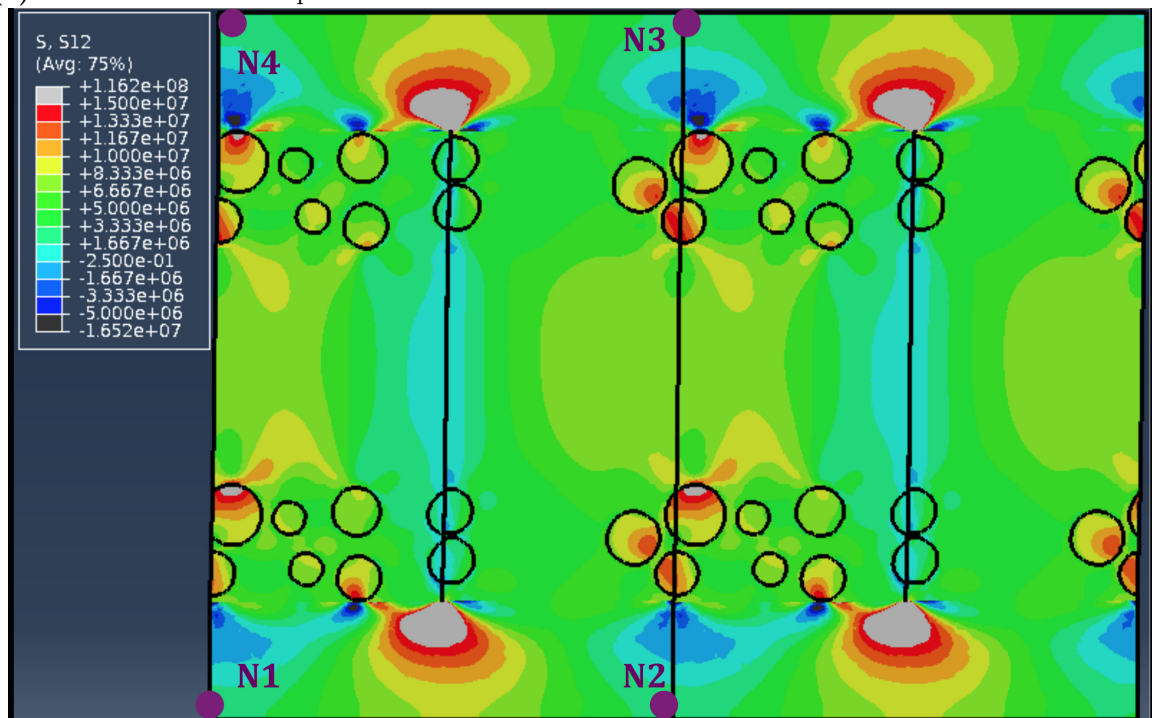 S, S12
(Avg: 75%)
+1.162e+08
+1.500e+07
+1.333e+07
+1.167e+07
+1.000e+07
+8.333e+06
+6.667e+06
+5.000e+06
+3.333e+06
+1.667e+06
-2.500e-01
-1.667e+06
-3.333e+06
-5.000e+06
-1.652e+07
N4
N3
N1
N2